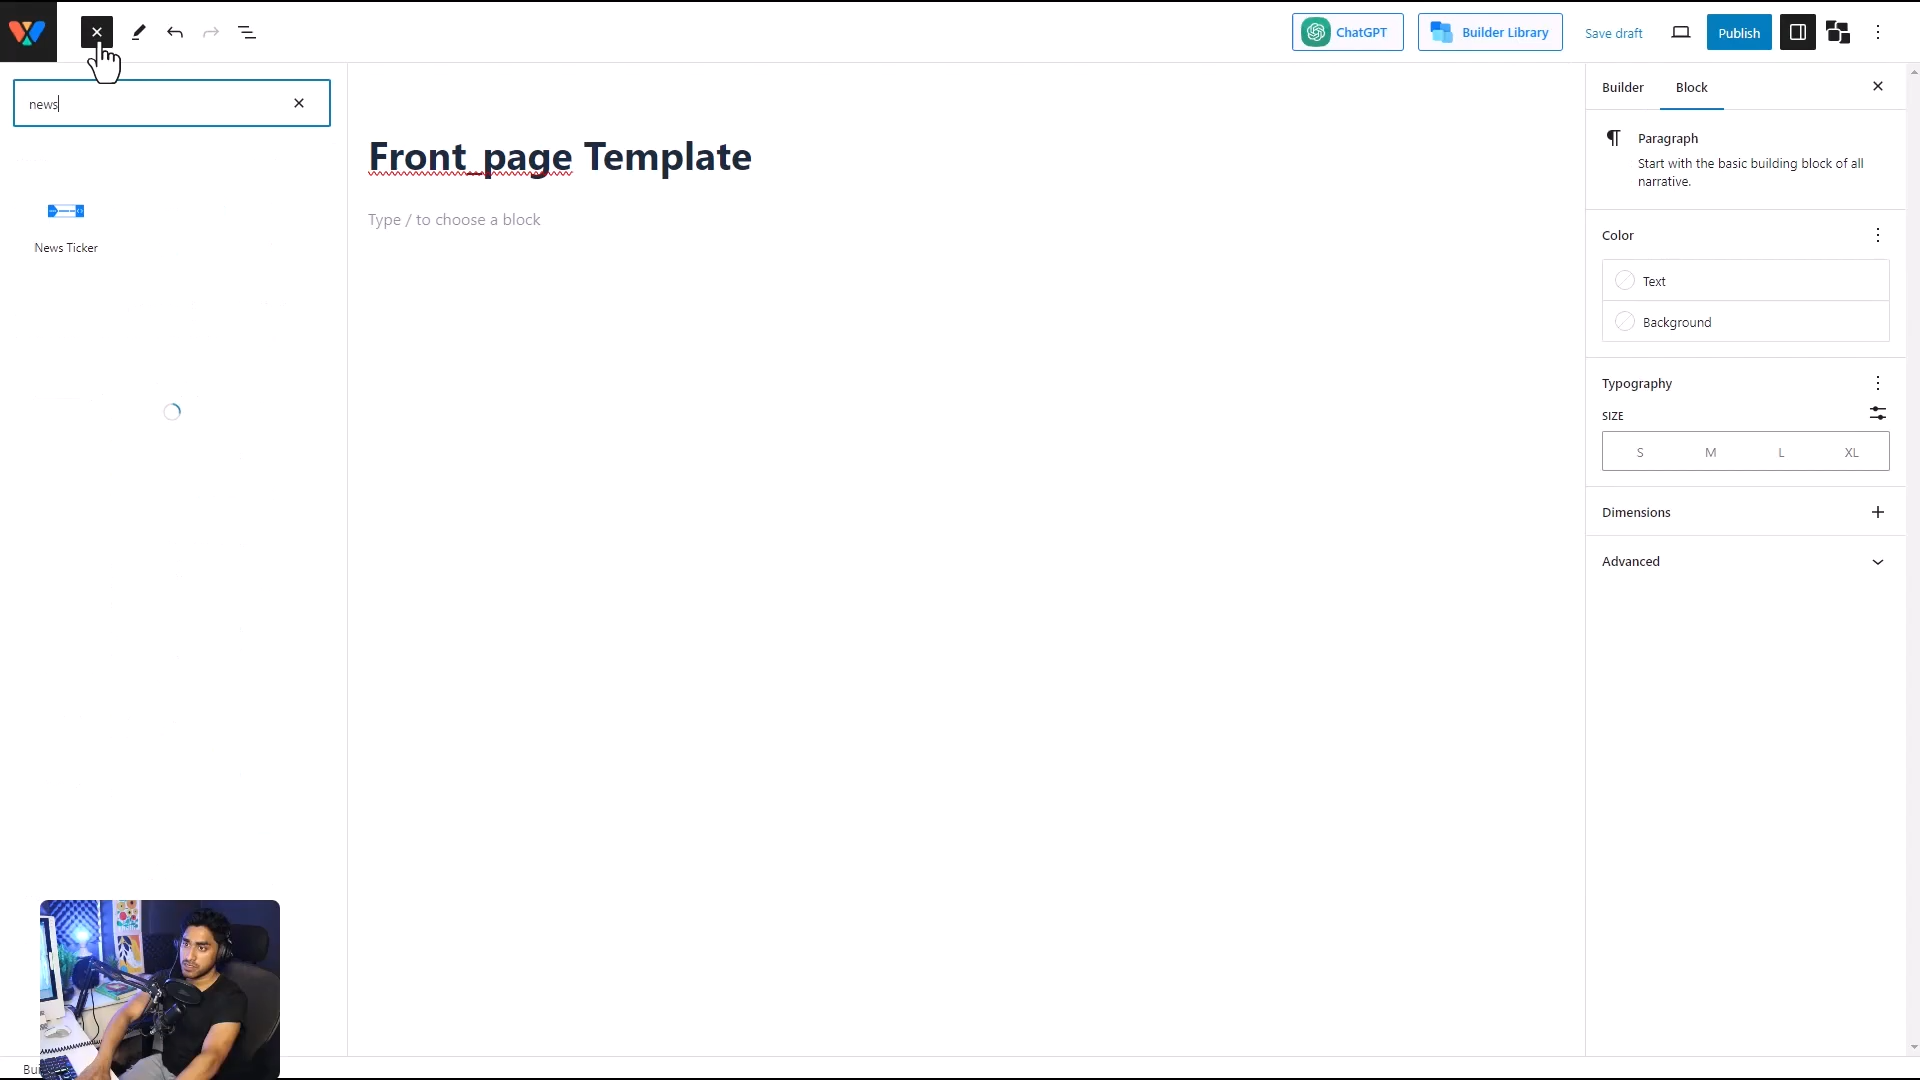 ChatGPT
Builder Library
Save draft
Publish
news
News Ticker
Front_page Template
Type / to choose a block
Builder
Block
Paragraph
Start with the basic building block of all
narrative.
Color
Text
Background
Typography
SIZE
S M L XL
Dimensions
Advanced